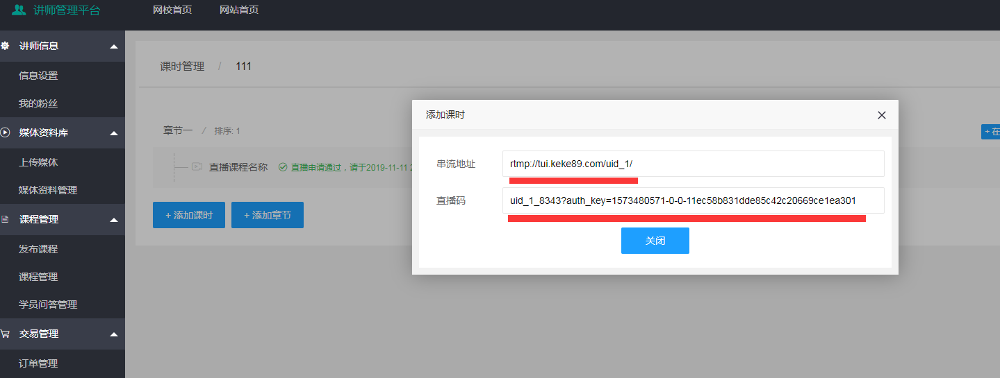 讲师管理平台 网校首页 网站首页
讲师信息
信息设置
我的粉丝
媒体资料库
上传媒体
媒体资料管理
课程管理
发布课程
课程管理
学员问答管理
交易管理
订单管理
课时管理 / 111
章节一 / 排序: 1
+ 在
直播课程名称 直播申请通过，请于2019-11-11
+ 添加课时 + 添加章节
添加课时
串流地址 rtmp://tui.keke89.com/uid_1/
直播码 uid_1_8343?auth_key=1573480571-0-0-11ec58b831dde85c42c20669ce1ea301
关闭